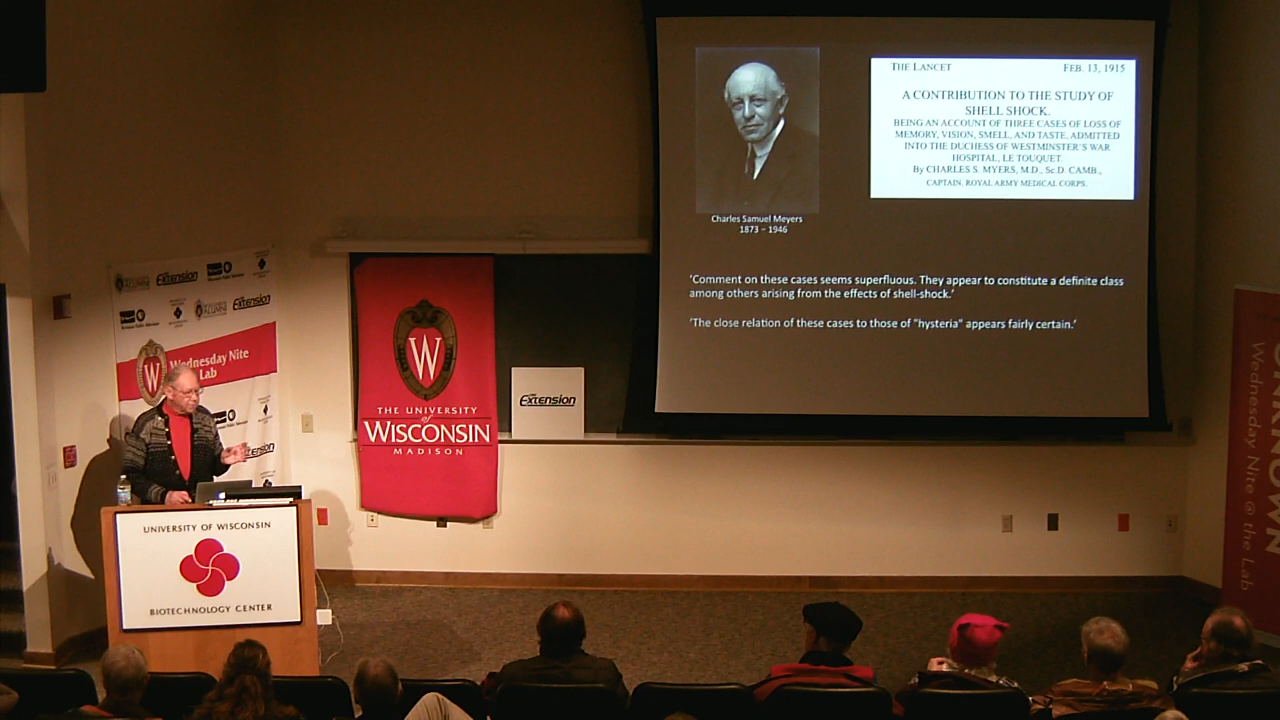 THE LANCET FEB. 13, 1915
A CONTRIBUTION TO THE STUDY OF
SHELL SHOCK.
BEING AN ACCOUNT OF THREE CASES OF LOSS OF
MEMORY, VISION, SMELL, AND TASTE, ADMITTED
INTO THE DUCHESS OF WESTMINSTER'S WAR
HOSPITAL, LE TOUQUET.
By CHARLES S. MYERS, M.D., Sc.D. CAMB.,
CAPTAIN, ROYAL ARMY MEDICAL CORPS.
Charles Samuel Meyers
1873 – 1946
'Comment on these cases seems superfluous. They appear to constitute a definite class
among others arising from the effects of shell-shock.'
'The close relation of these cases to those of "hysteria" appears fairly certain.'
Extension
Extension
Wednesday Nite
Lab
W
THE UNIVERSITY
of
WISCONSIN
MADISON
Extension
UNIVERSITY OF WISCONSIN
BIOTECHNOLOGY CENTER
Wednesday Nite @ the Lab